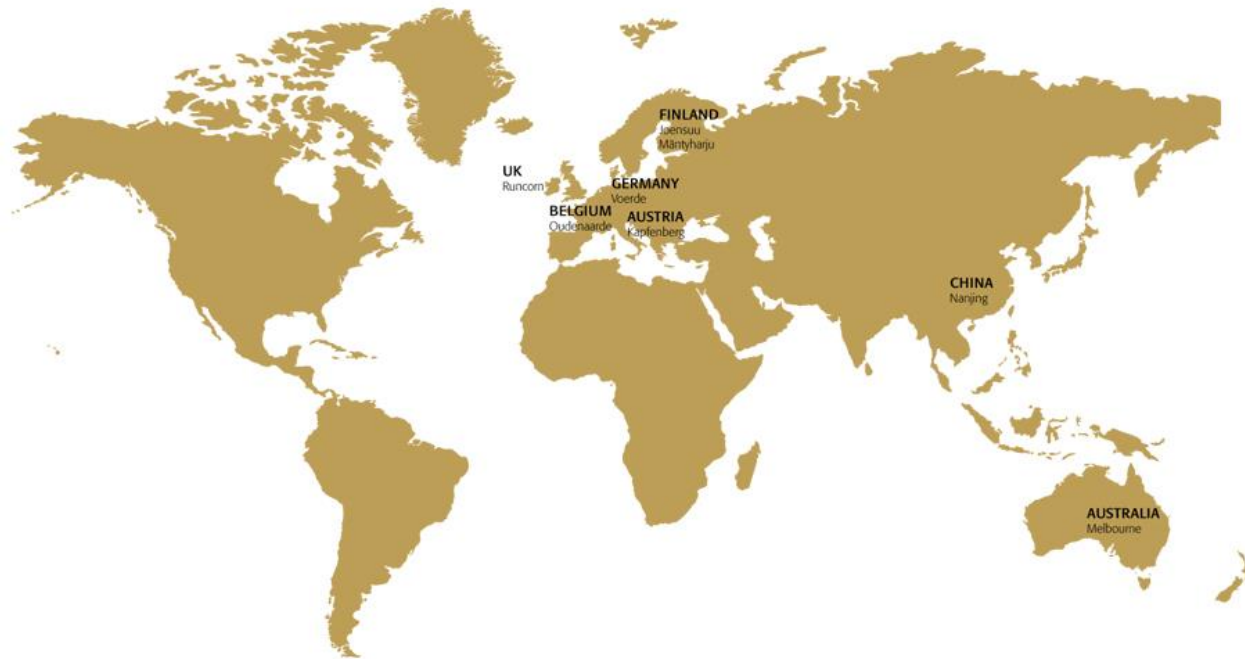 FINLAND
Joensuu
Mäntyharju
UK
Runcorn
GERMANY
Voerde
BELGIUM
Oudenaarde
AUSTRIA
Kapfenberg
CHINA
Nanjing
AUSTRALIA
Melbourne